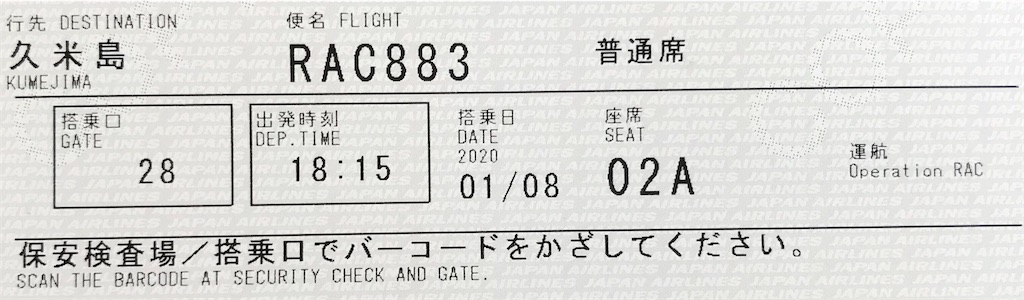 行先 DESTINATION 便名 FLIGHT
久米島 RAC883 普通席
KUMEJIMA
搭乗口 出発時刻 搭乗日 座席
GATE DEP.TIME DATE SEAT
2020
28 18:15 01/08 02A
運航
Operation RAC
保安検査場/搭乗口でバーコードをかざしてください。
SCAN THE BARCODE AT SECURITY CHECK AND GATE.
JAPAN AIRLINES